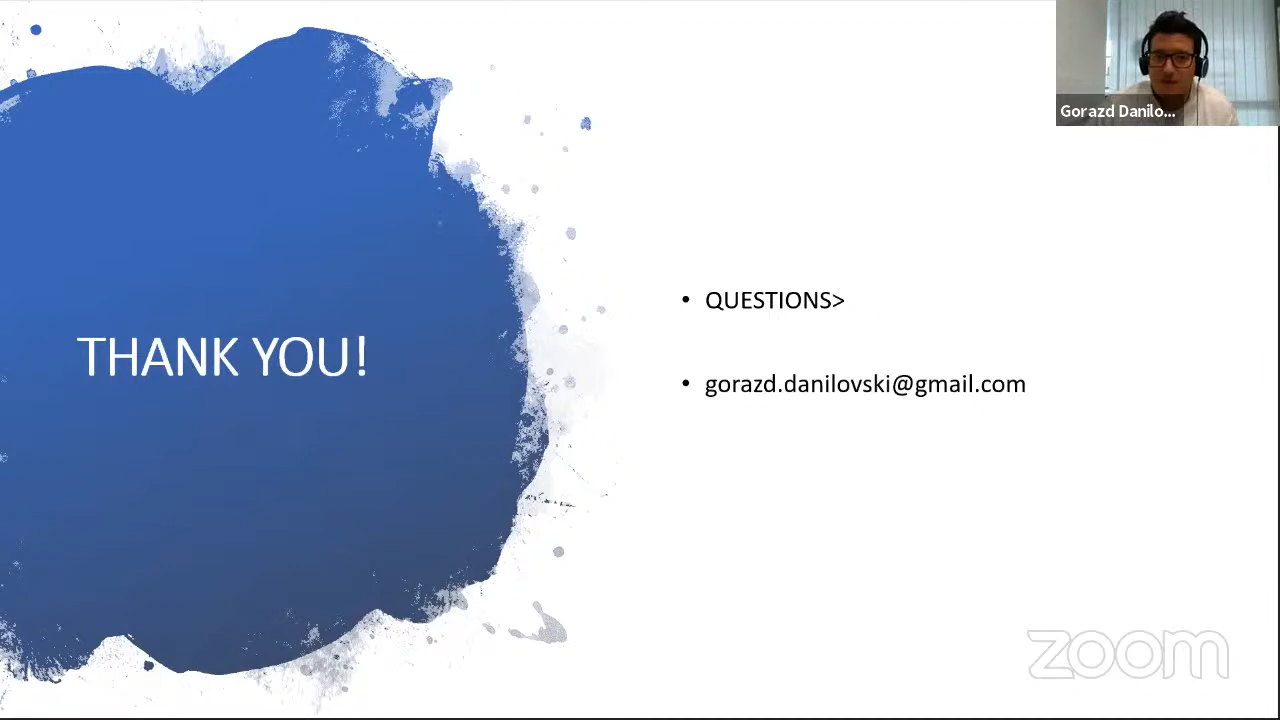 Gorazd Danilo...
THANK YOU!
• QUESTIONS>
• gorazd.danilovski@gmail.com
zoom